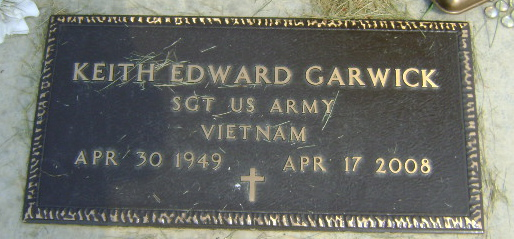 KEITH EDWARD GARWICK
SGT US ARMY
VIETNAM
APR 30 1949 APR 17 2008